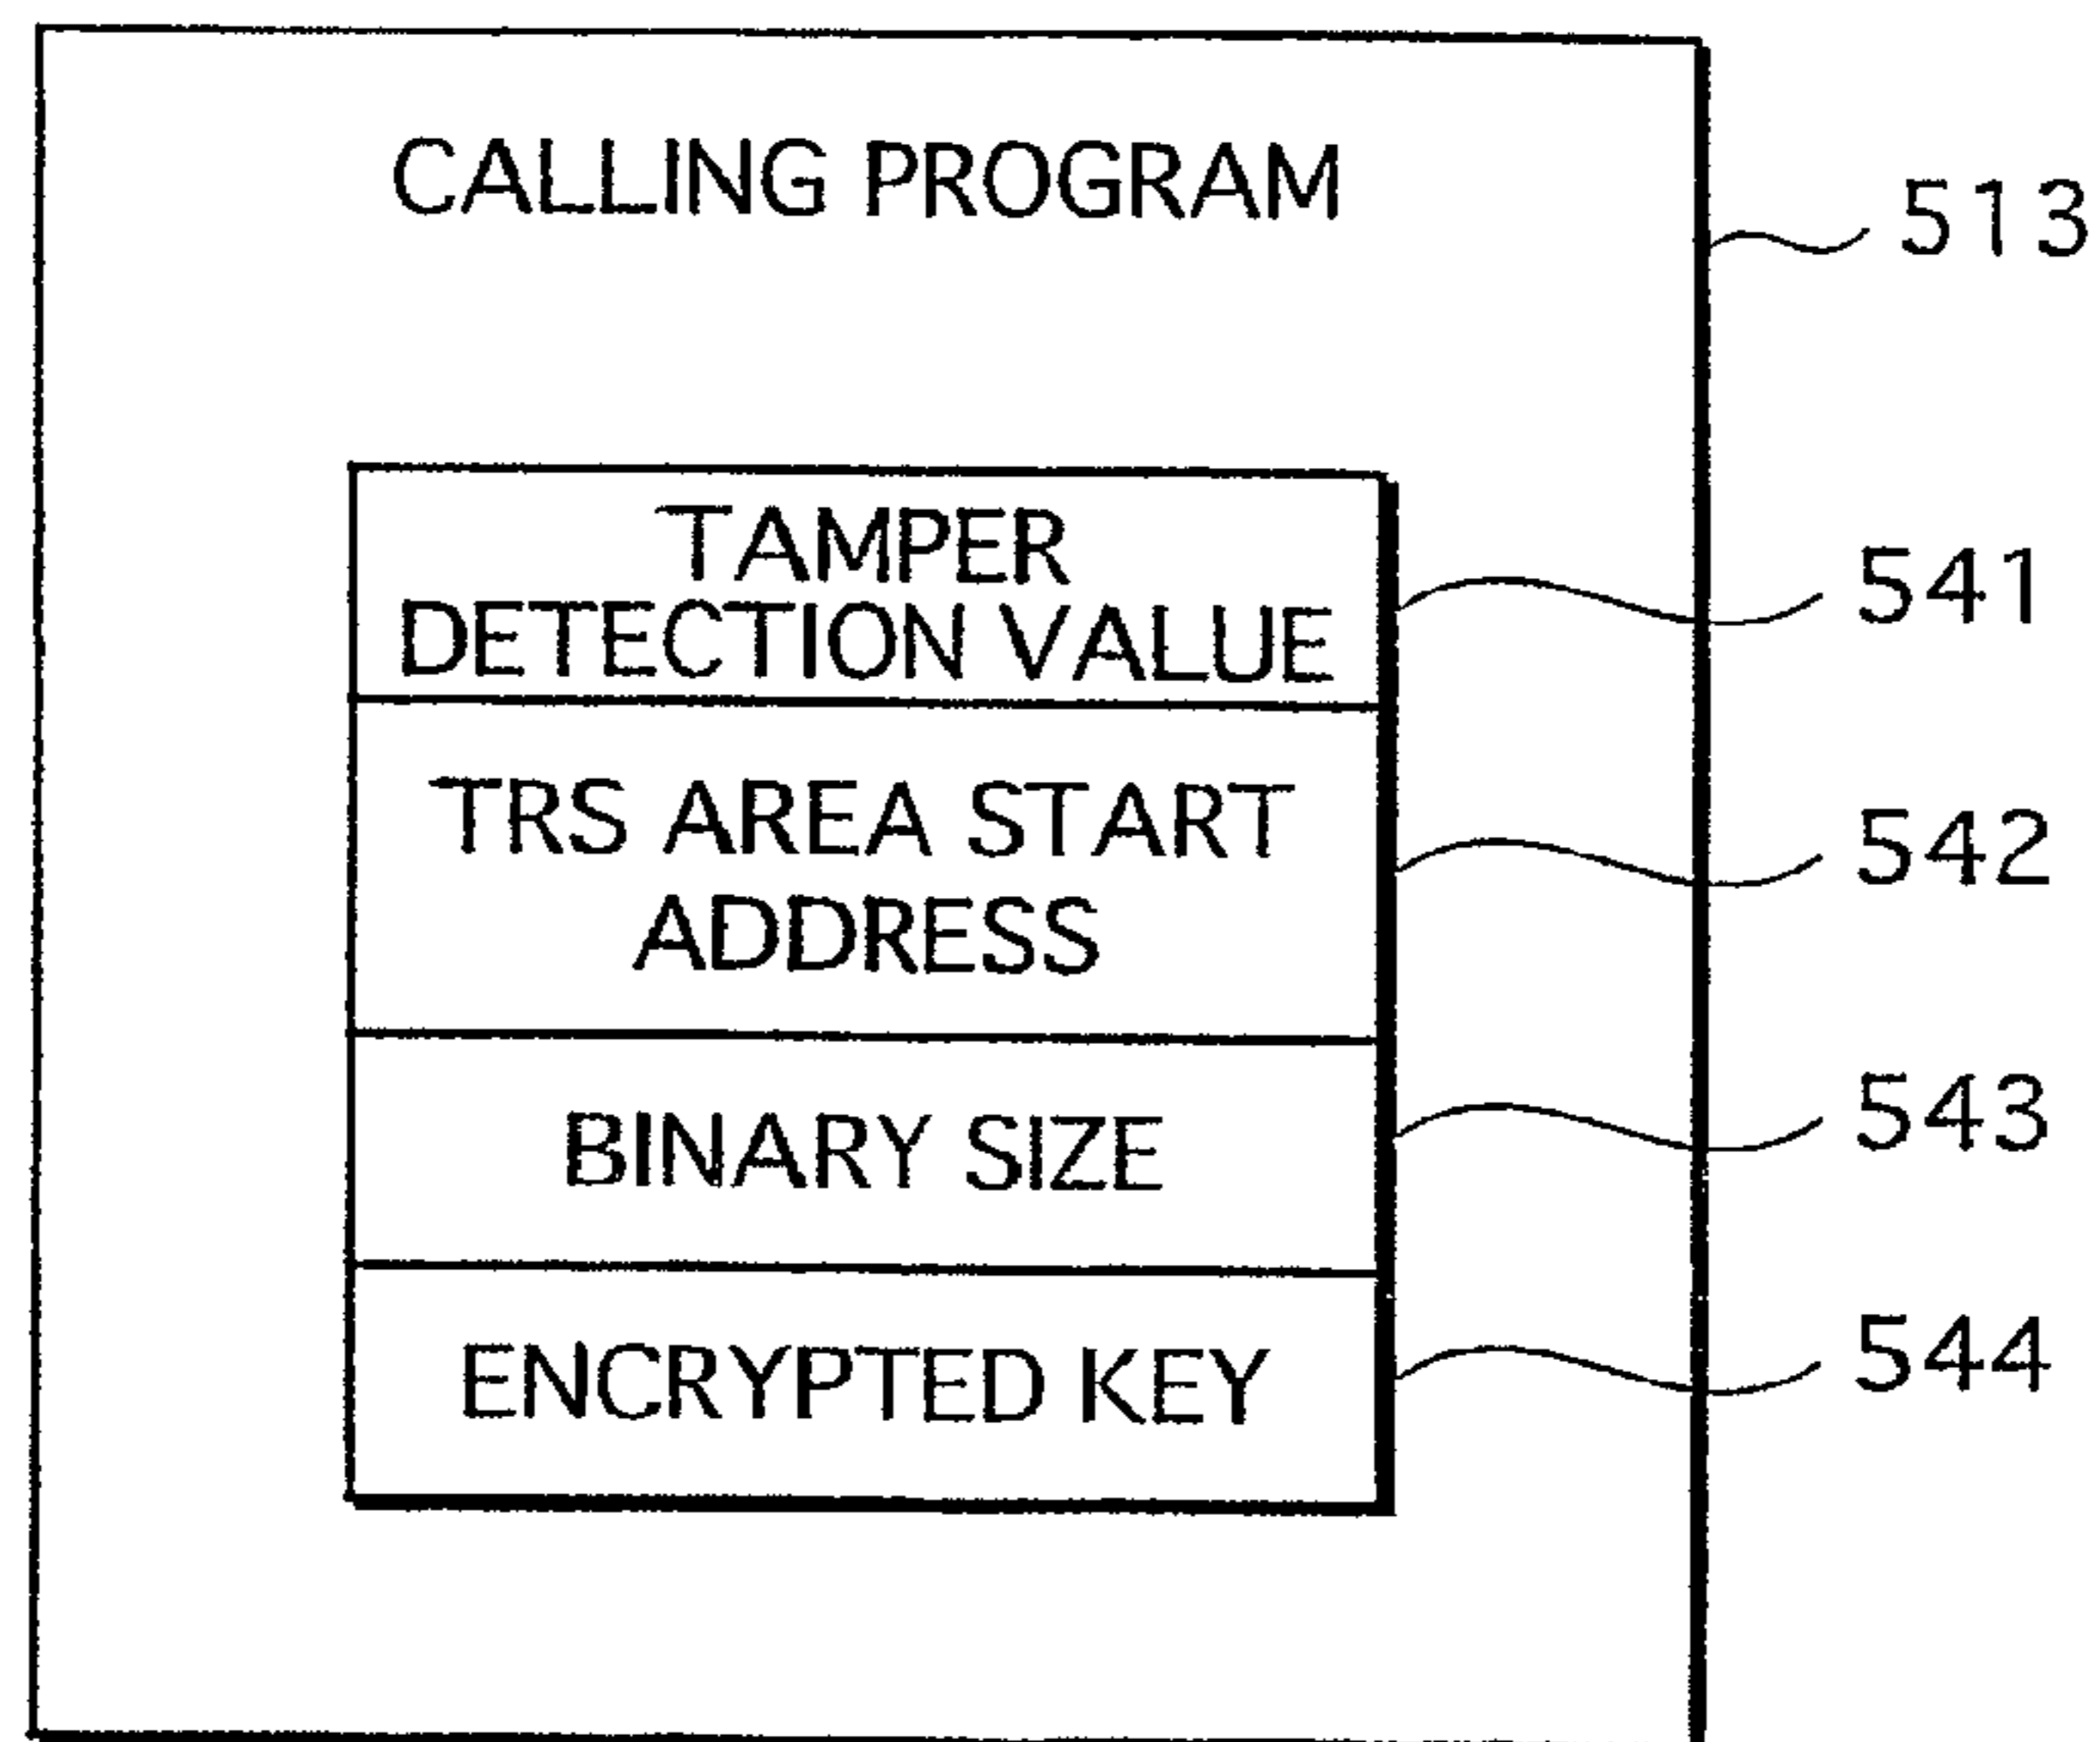 CALLING PROGRAM
513
TAMPER
DETECTION VALUE
541
TRS AREA START
ADDRESS
542
BINARY SIZE
543
ENCRYPTED KEY
544